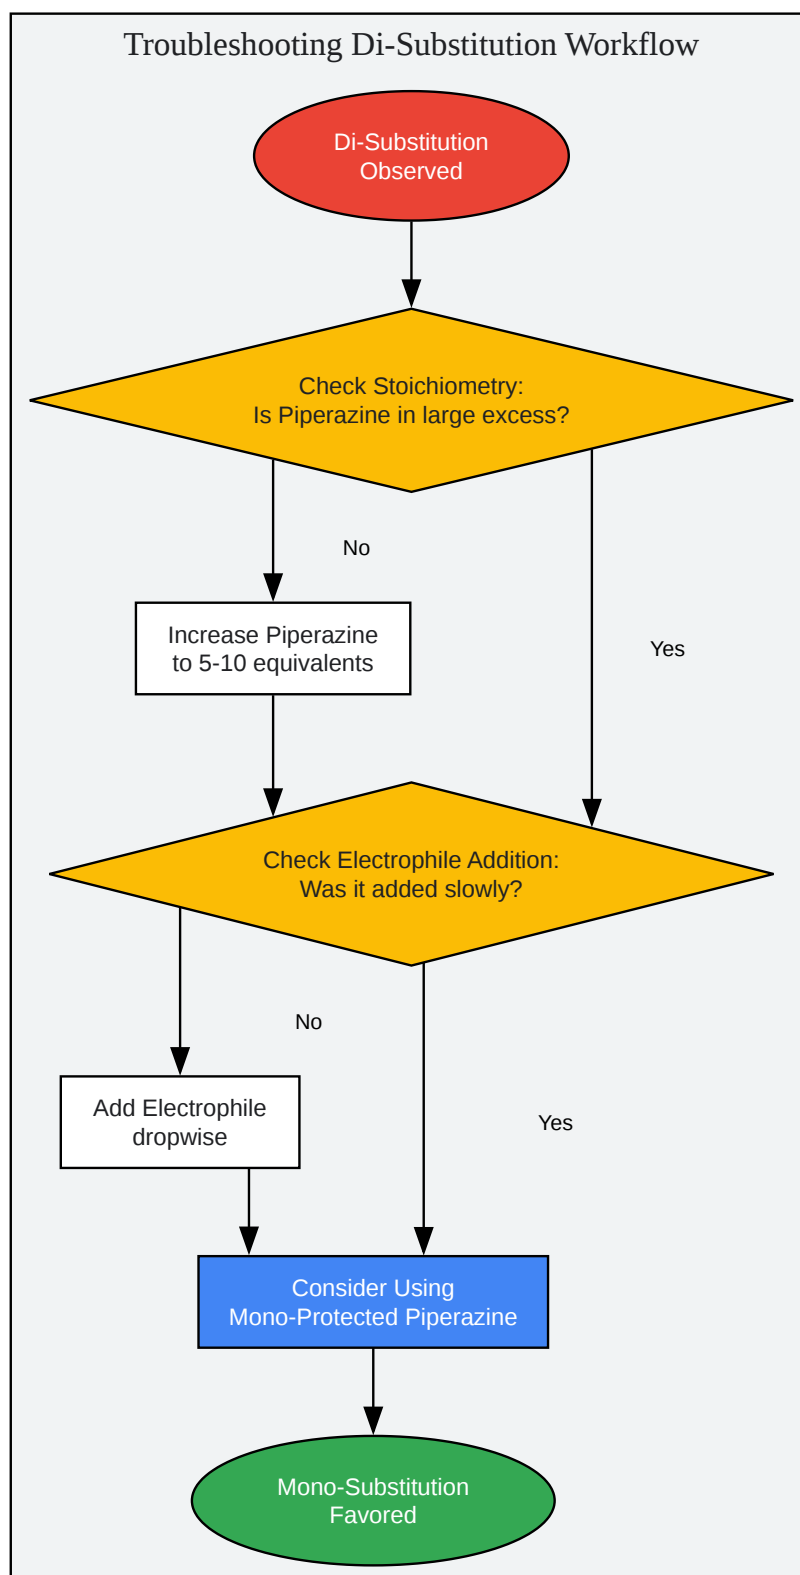 Troubleshooting Di-Substitution Workflow
Di-Substitution
Observed
Check Stoichiometry:
Is Piperazine in large excess?
No
Increase Piperazine
to 5-10 equivalents
Yes
Check Electrophile Addition:
Was it added slowly?
No
Add Electrophile
dropwise
Yes
Consider Using
Mono-Protected Piperazine
Mono-Substitution
Favored